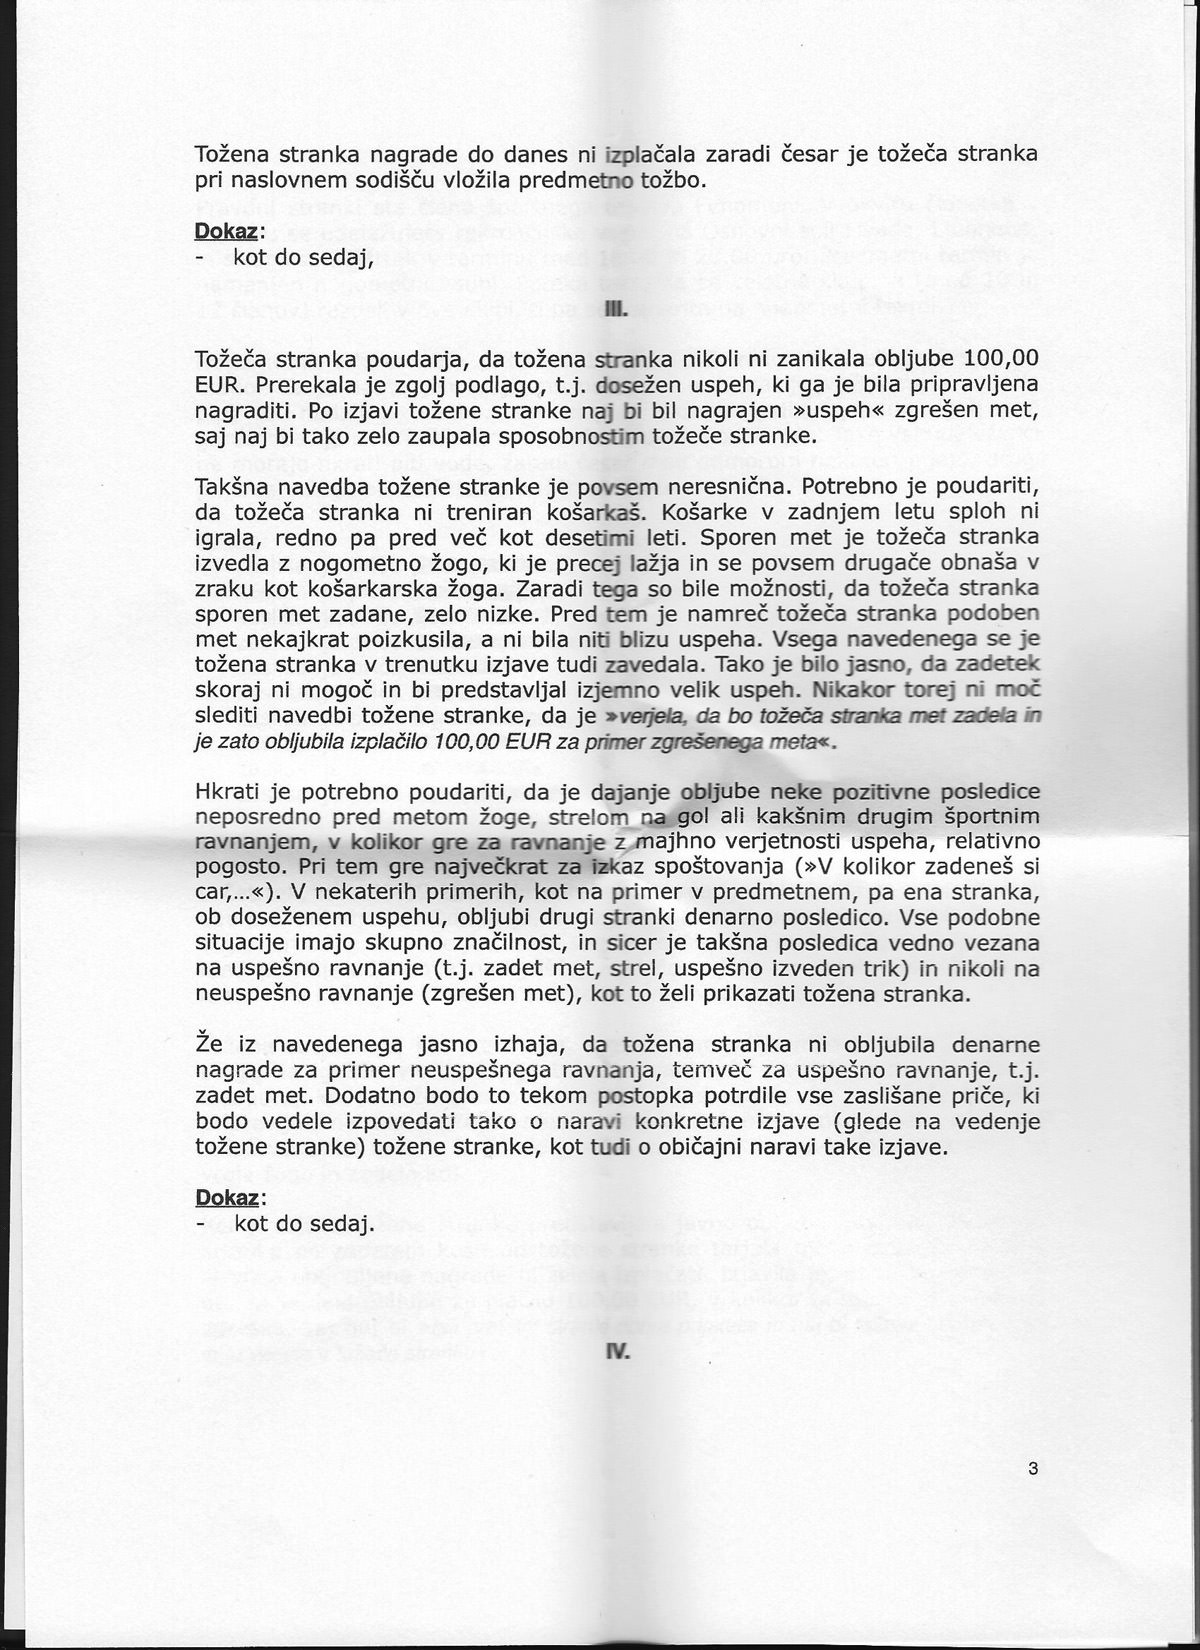 Tožena stranka nagrade do danes ni izplačala zaradi česar je tožeča stranka
pri naslovnem sodišču vložila predmetno tožbo.
Dokaz:
- kot do sedaj,
III.
Tožeča stranka poudarja, da tožena stranka nikoli ni zanikala obljube 100,00
EUR. Prerekala je zgolj podlago, t.j. dosežen uspeh, ki ga je bila pripravljena
nagraditi. Po izjavi tožene stranke naj bi bil nagrajen »uspeh« zgrešen met,
saj naj bi tako zelo zaupala sposobnostim tožeče stranke.
Takšna navedba tožene stranke je povsem neresnična. Potrebno je poudariti,
da tožeča stranka ni treniran košarkaš. Košarke v zadnjem letu sploh ni
igrala, redno pa pred več kot desetimi leti. Sporen met je tožeča stranka
izvedla z nogometno žogo, ki je precej lažja in se povsem drugače obnaša v
zraku kot košarkarska žoga. Zaradi tega so bile možnosti, da tožeča stranka
sporen met zadane, zelo nizke. Pred tem je namreč tožeča stranka podoben
met nekajkrat poizkusila, a ni bila niti blizu uspeha. Vsega navedenega se je
tožena stranka v trenutku izjave tudi zavedala. Tako je bilo jasno, da zadetek
skoraj ni mogoč in bi predstavljal izjemno velik uspeh. Nikakor torej ni moč
slediti navedbi tožene stranke, da je »verjela, da bo tožeča stranka met zadela in
je zato obljubila izplačilo 100,00 EUR za primer zgrešenega meta«.
Hkrati je potrebno poudariti, da je dajanje obljube neke pozitivne posledice
neposredno pred metom žoge, strelom na gol ali kakšnim drugim športnim
ravnanjem, v kolikor gre za ravnanje z majhno verjetnosti uspeha, relativno
pogosto. Pri tem gre največkrat za izkaz spoštovanja (»V kolikor zadeneš si
car,...«). V nekaterih primerih, kot na primer v predmetnem, pa ena stranka,
ob doseženem uspehu, obljubi drugi stranki denarno posledico. Vse podobne
situacije imajo skupno značilnost, in sicer je takšna posledica vedno vezana
na uspešno ravnanje (t.j. zadet met, strel, uspešno izveden trik) in nikoli na
neuspešno ravnanje (zgrešen met), kot to želi prikazati tožena stranka.
Že iz navedenega jasno izhaja, da tožena stranka ni obljubila denarne
nagrade za primer neuspešnega ravnanja, temveč za uspešno ravnanje, t.j.
zadet met. Dodatno bodo to tekom postopka potrdile vse zaslišane priče, ki
bodo vedele izpovedati tako o naravi konkretne izjave (glede na vedenje
tožene stranke) tožene stranke, kot tudi o običajni naravi take izjave.
Dokaz:
- kot do sedaj.
IV.
3